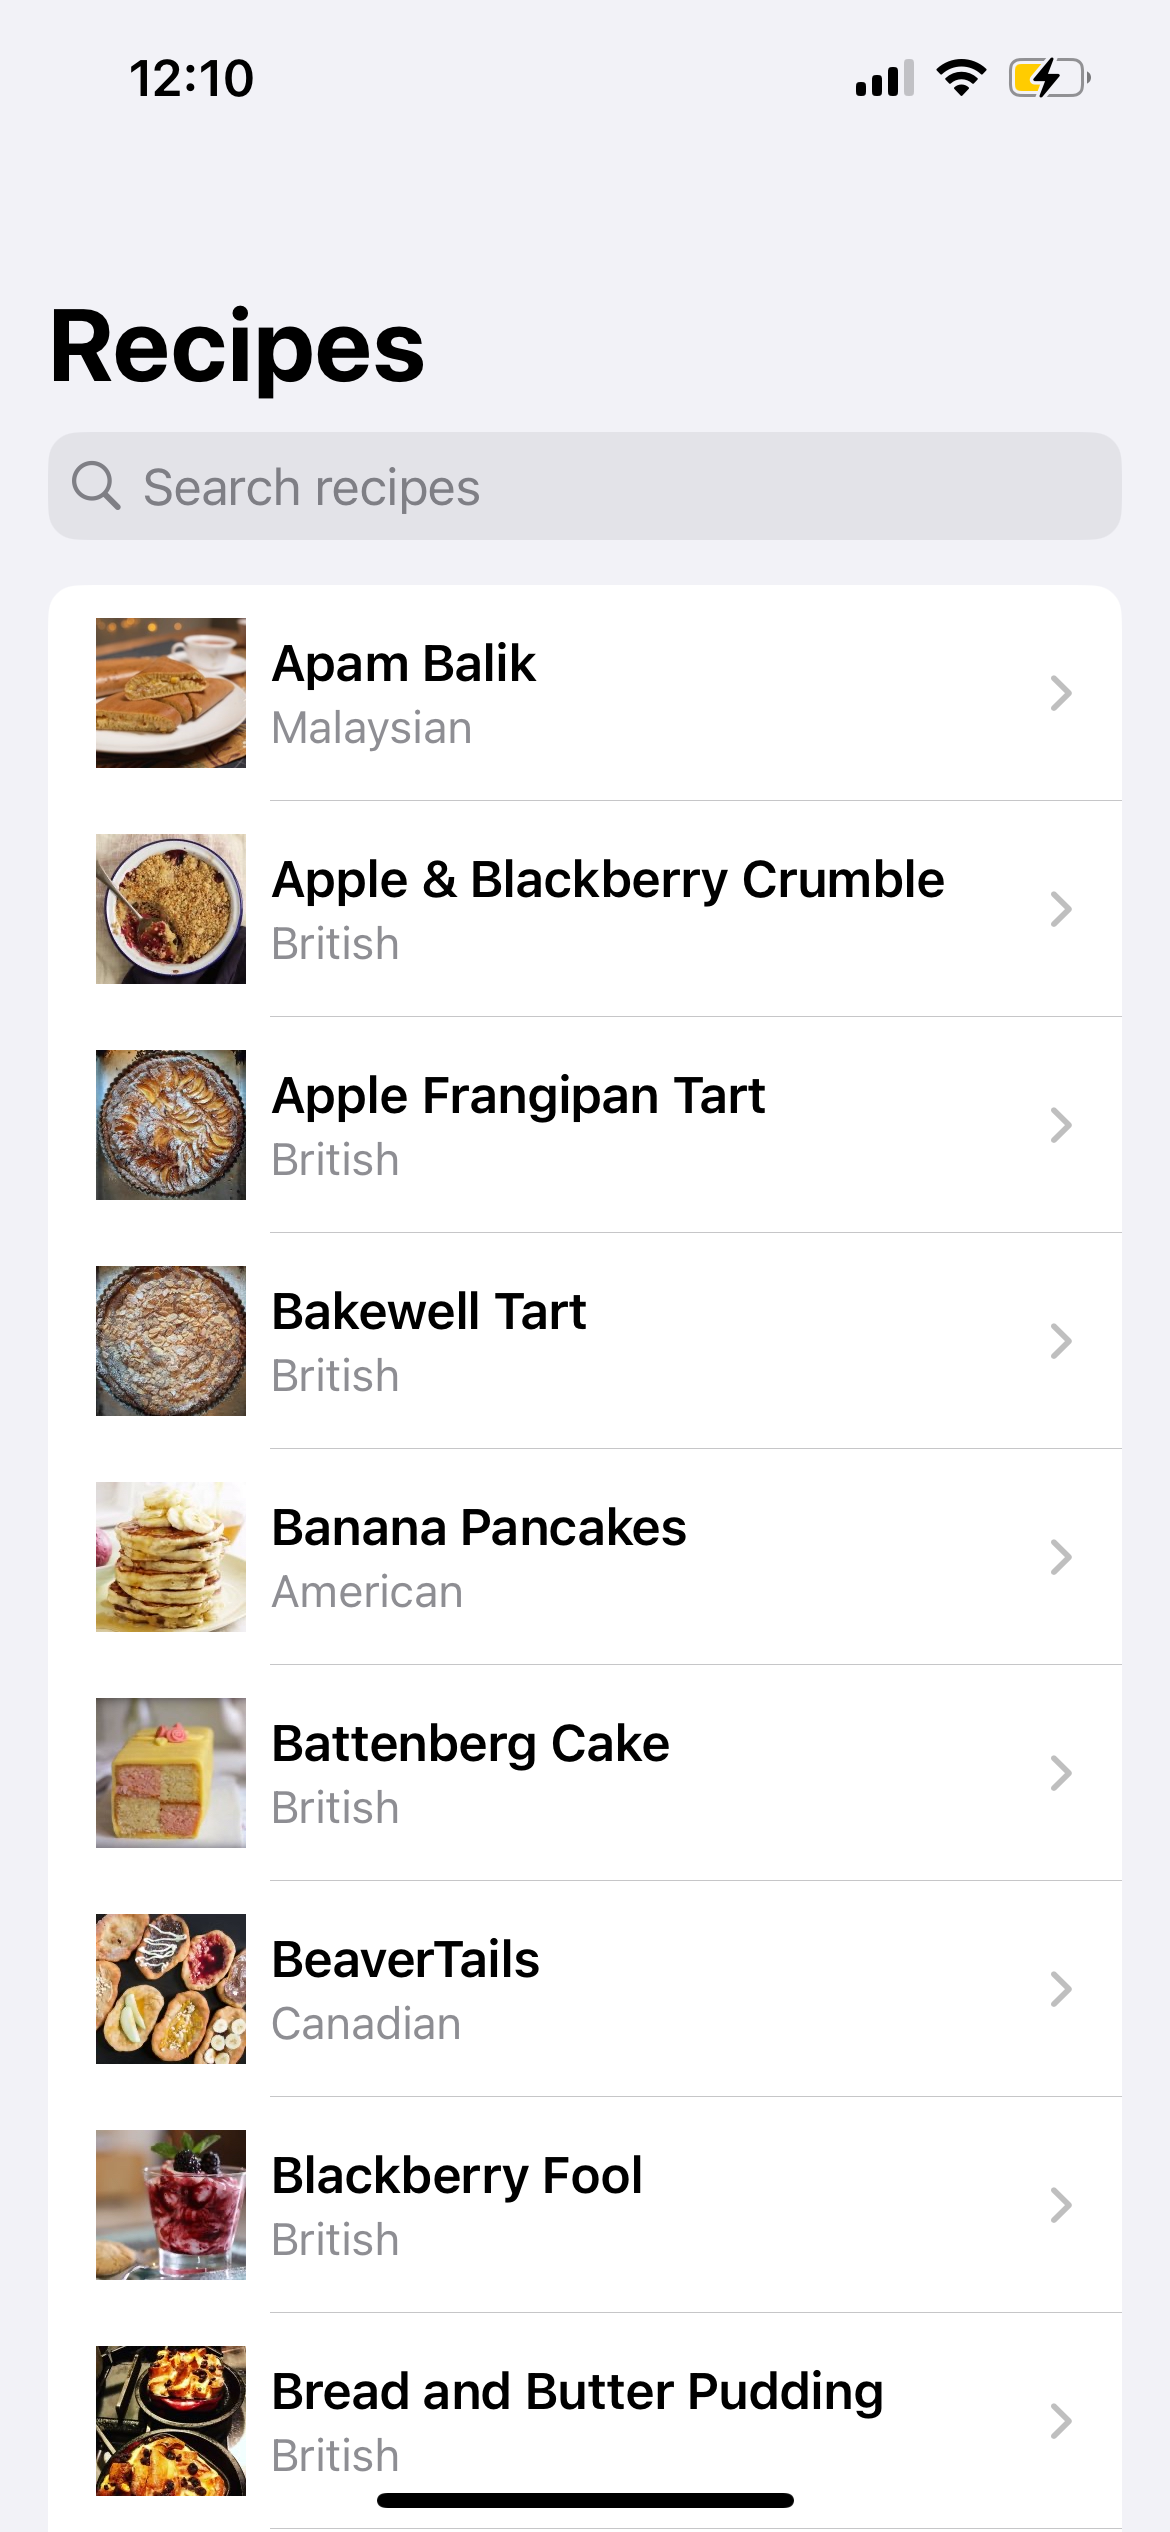 12:10
Recipes
Search recipes
Apam Balik
Malaysian
Apple & Blackberry Crumble
British
Apple Frangipan Tart
British
Bakewell Tart
British
Banana Pancakes
American
Battenberg Cake
British
BeaverTails
Canadian
Blackberry Fool
British
Bread and Butter Pudding
British